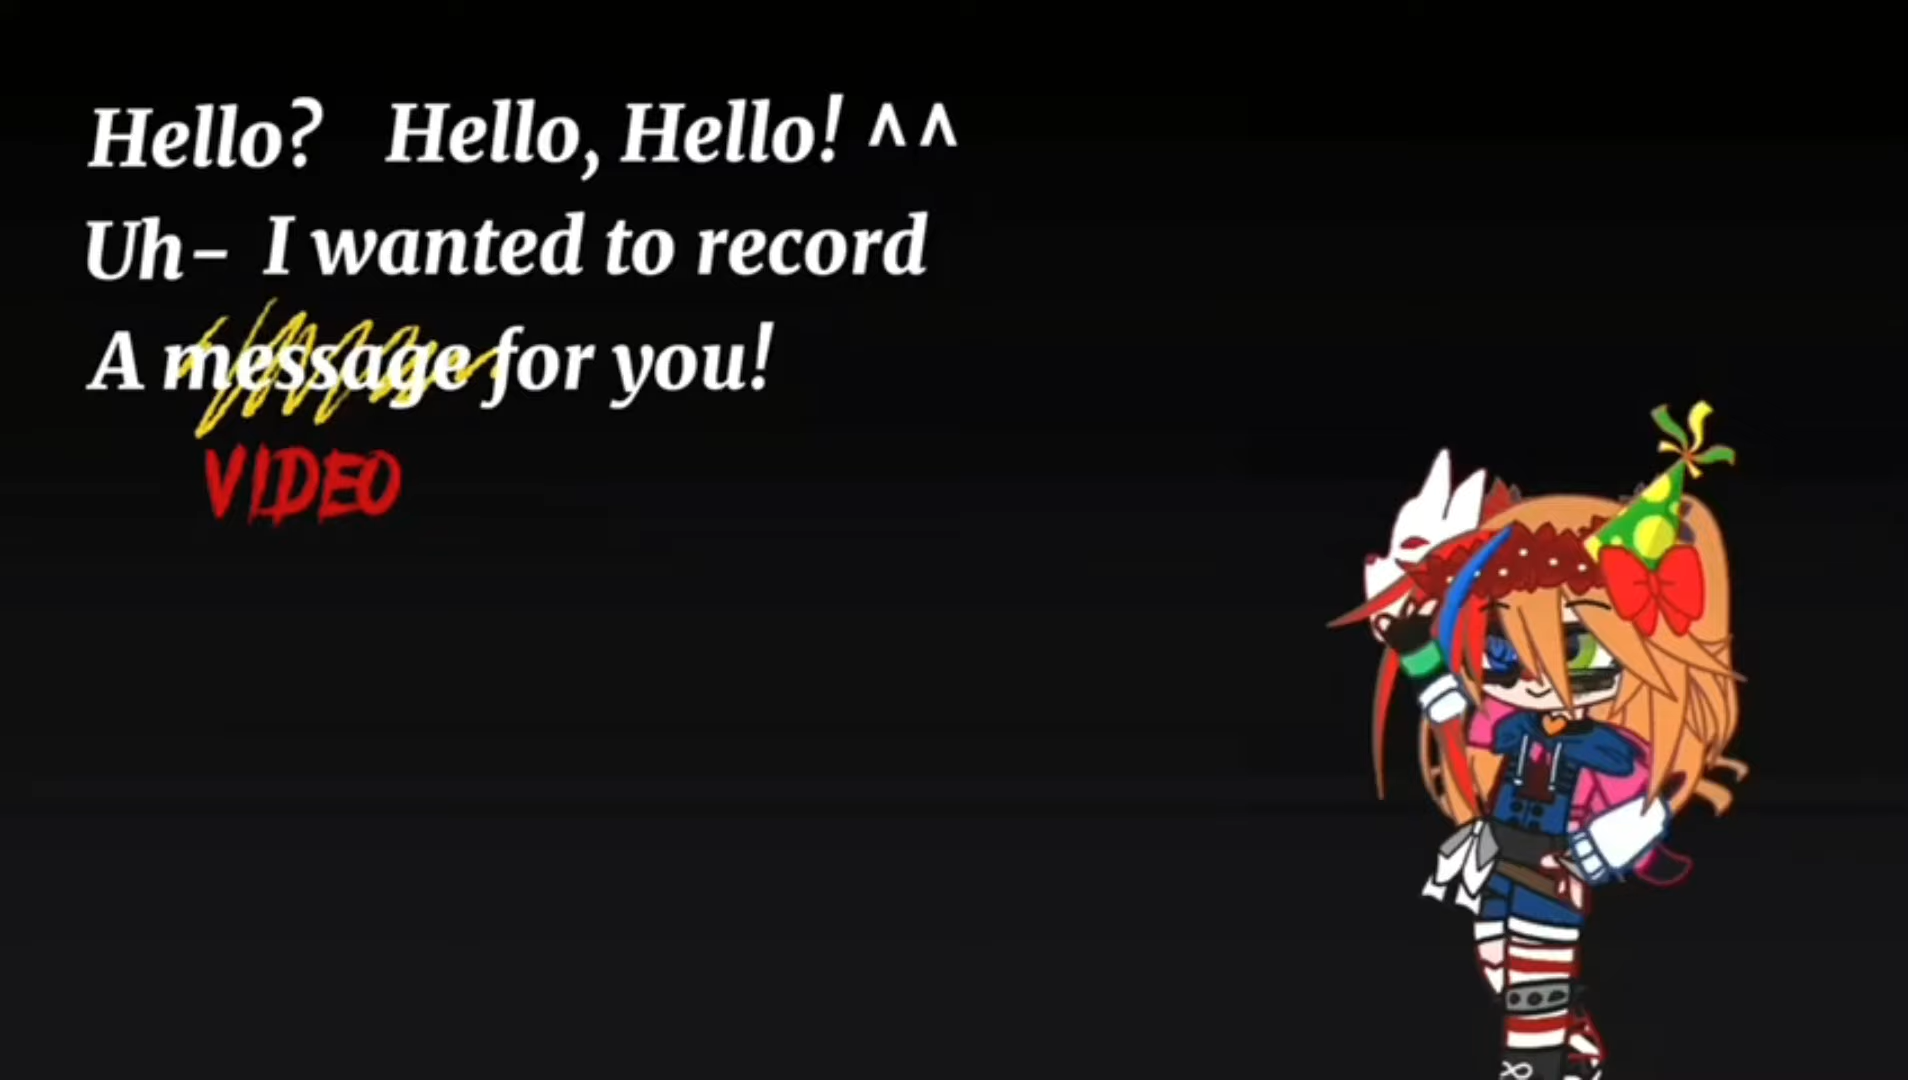 Hello? Hello, Hello! ^^
Uh- I wanted to record
A message for you!
VIDEO